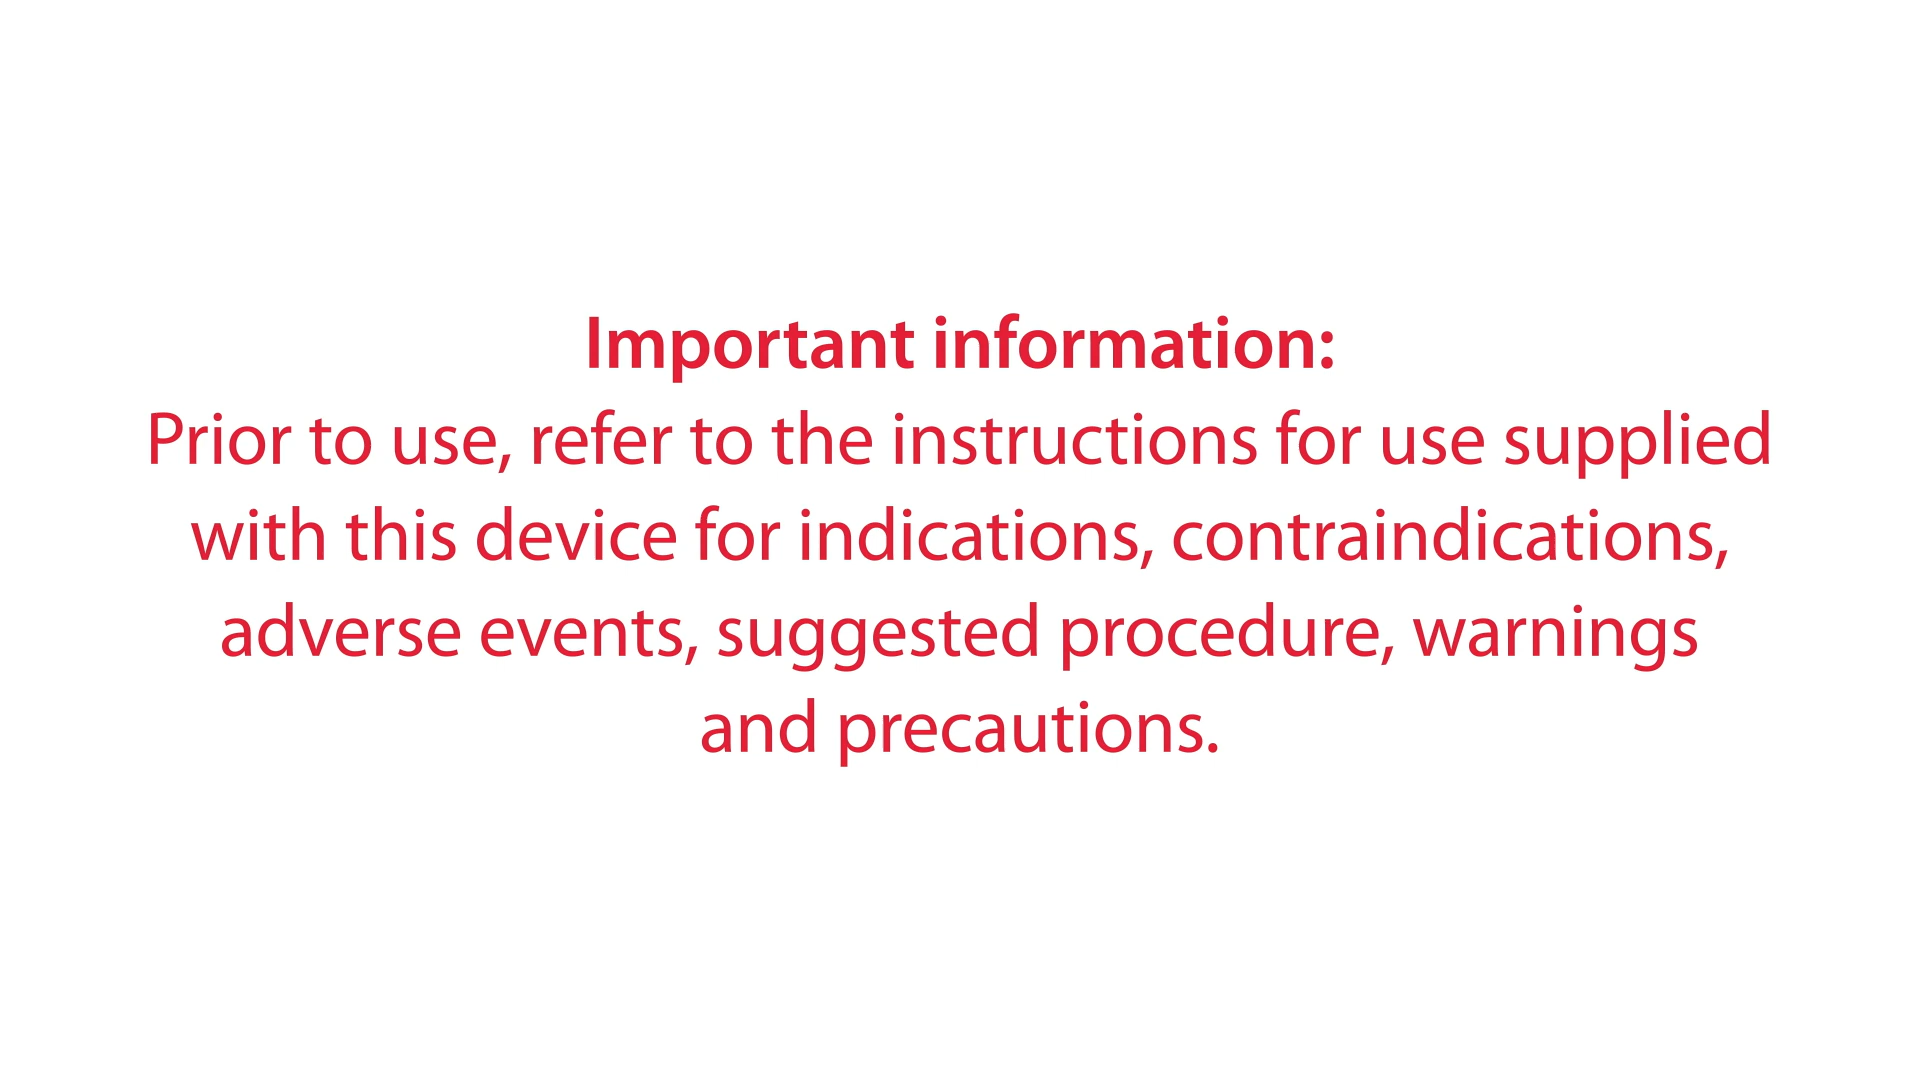 Important information:
Prior to use, refer to the instructions for use supplied
with this device for indications, contraindications,
adverse events, suggested procedure, warnings
and precautions.